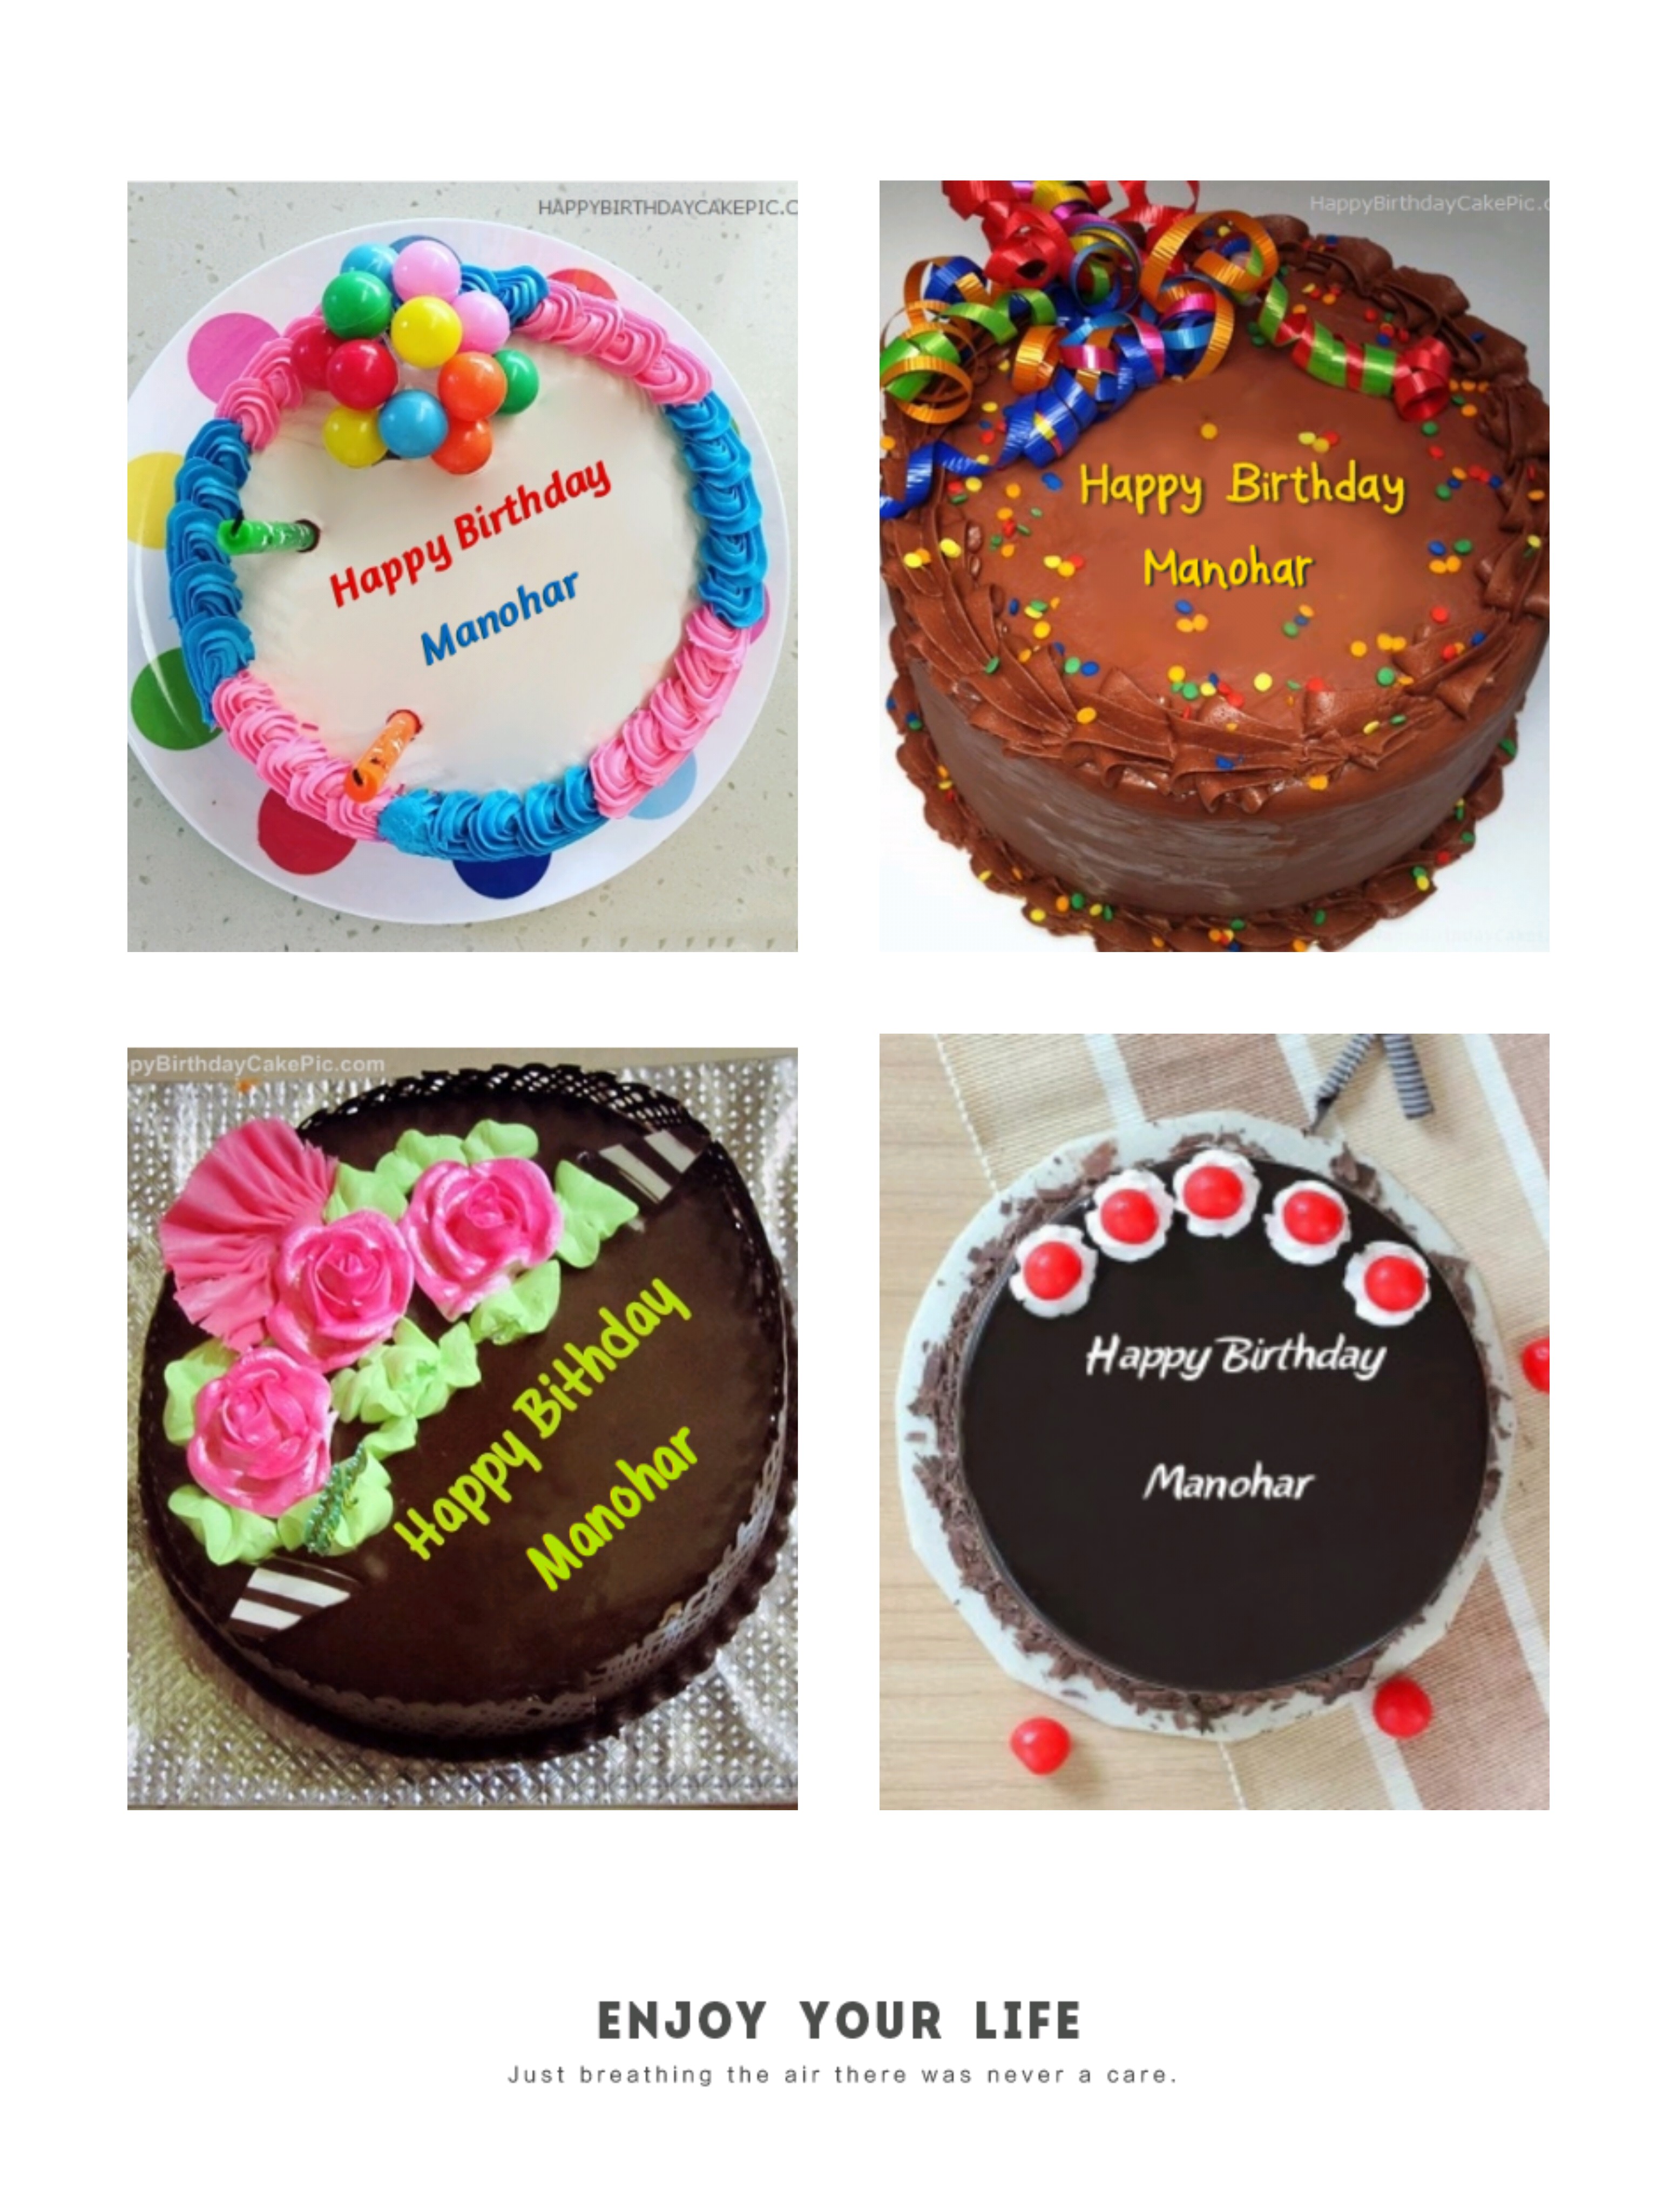 HAPPYBIRTHDAYCAKEPIC.C
Happy Birthday
Manohar
HappyBirthdayCakePic.c
Happy Birthday
Manohar
pyBirthdayCakePic.com
Happy Bithday
Manohar
Happy Birthday
Manohar
ENJOY YOUR LIFE
Just breathing the air there was never a care.